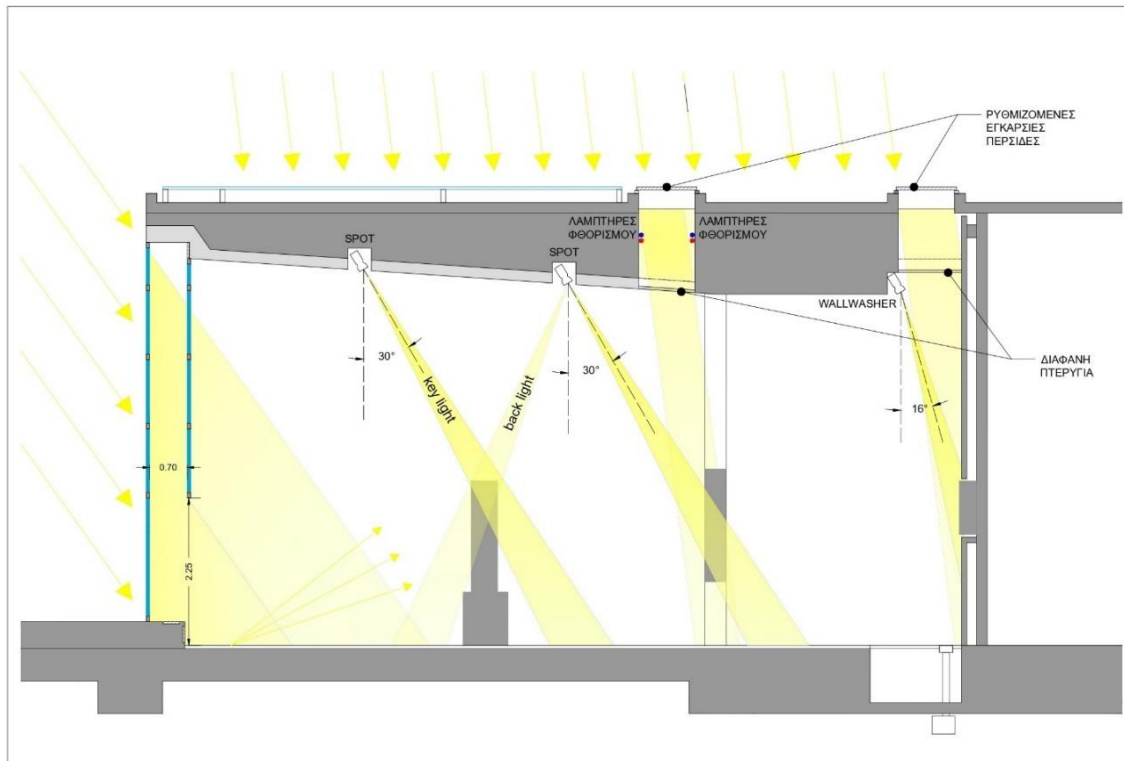 ΡΥΘΜΙΖΟΜΕΝΕΣ
ΕΓΚΑΡΣΙΕΣ
ΠΕΡΣΙΔΕΣ
ΛΑΜΠΤΗΡΕΣ
ΦΘΟΡΙΣΜΟΥ
ΛΑΜΠΤΗΡΕΣ
ΦΘΟΡΙΣΜΟΥ
SPOT
SPOT
WALLWASHER
ΔΙΑΦΑΝΗ
ΠΤΕΡΥΓΙΑ
30°
key light
back light
30°
16°
0.70
2.25